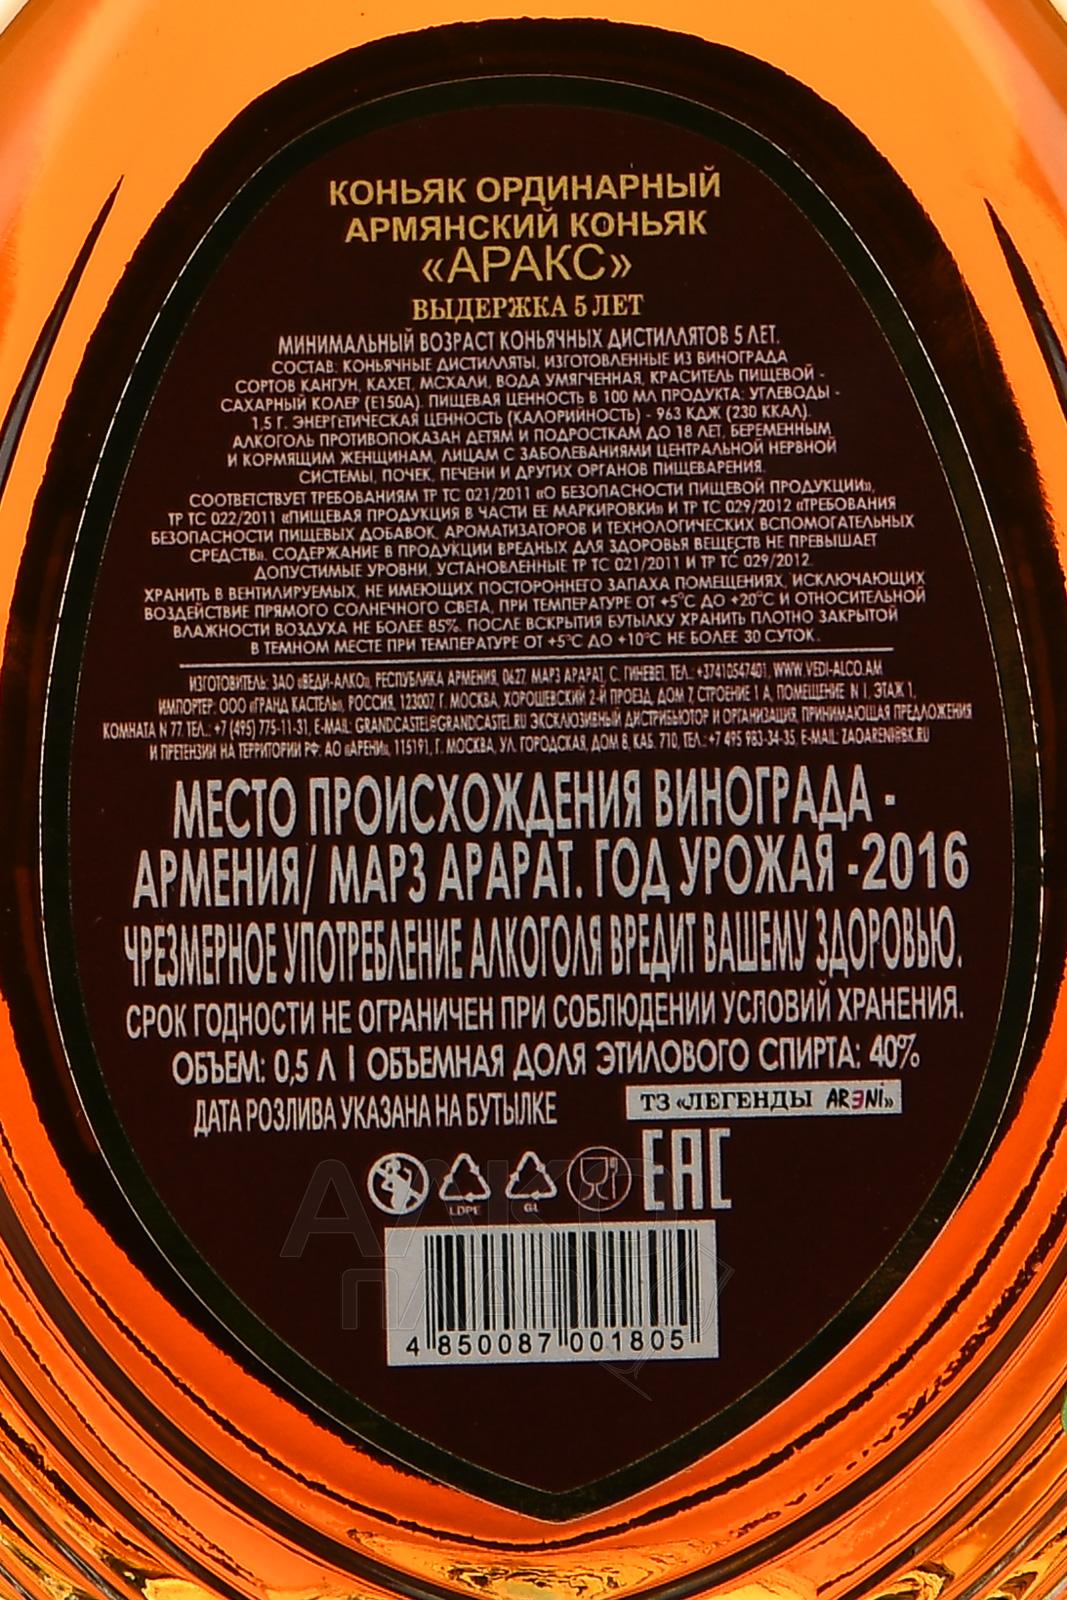 КОНЬЯК ОРДИНАРНЫЙ
АРМЯНСКИЙ КОНЬЯК
«АРАКС»
ВЫДЕРЖКА 5 ЛЕТ
МИНИМАЛЬНЫЙ ВОЗРАСТ КОНЬЯЧНЫХ ДИСТИЛЛЯТОВ 5 ЛЕТ.
СОСТАВ: КОНЬЯЧНЫЕ ДИСТИЛЛЯТЫ, ИЗГОТОВЛЕННЫЕ ИЗ ВИНОГРАДА
СОРТОВ КАНГУН, КАХЕТ, МСХАЛИ, ВОДА УМЯГЧЕННАЯ, КРАСИТЕЛЬ ПИЩЕВОЙ -
САХАРНЫЙ КОЛЕР (Е150А). ПИЩЕВАЯ ЦЕННОСТЬ В 100 МЛ ПРОДУКТА: УГЛЕВОДЫ -
1,5 Г. ЭНЕРГЕТИЧЕСКАЯ ЦЕННОСТЬ (КАЛОРИЙНОСТЬ) - 963 КДЖ (230 ККАЛ).
АЛКОГОЛЬ ПРОТИВОПОКАЗАН ДЕТЯМ И ПОДРОСТКАМ ДО 18 ЛЕТ, БЕРЕМЕННЫМ
И КОРМЯЩИМ ЖЕНЩИНАМ, ЛИЦАМ С ЗАБОЛЕВАНИЯМИ ЦЕНТРАЛЬНОЙ НЕРВНОЙ
СИСТЕМЫ, ПОЧЕК, ПЕЧЕНИ И ДРУГИХ ОРГАНОВ ПИЩЕВАРЕНИЯ.
СООТВЕТСТВУЕТ ТРЕБОВАНИЯМ ТР ТС 021/2011 «О БЕЗОПАСНОСТИ ПИЩЕВОЙ ПРОДУКЦИИ»,
ТР ТС 022/2011 «ПИЩЕВАЯ ПРОДУКЦИЯ В ЧАСТИ ЕЕ МАРКИРОВКИ» И ТР ТС 029/2012 «ТРЕБОВАНИЯ
БЕЗОПАСНОСТИ ПИЩЕВЫХ ДОБАВОК, АРОМАТИЗАТОРОВ И ТЕХНОЛОГИЧЕСКИХ ВСПОМОГАТЕЛЬНЫХ
СРЕДСТВ». СОДЕРЖАНИЕ В ПРОДУКЦИИ ВРЕДНЫХ ДЛЯ ЗДОРОВЬЯ ВЕЩЕСТВ НЕ ПРЕВЫШАЕТ
ДОПУСТИМЫЕ УРОВНИ, УСТАНОВЛЕННЫЕ ТР ТС 021/2011 И ТР ТС 029/2012.
ХРАНИТЬ В ВЕНТИЛИРУЕМЫХ, НЕ ИМЕЮЩИХ ПОСТОРОННЕГО ЗАПАХА ПОМЕЩЕНИЯХ, ИСКЛЮЧАЮЩИХ
ВОЗДЕЙСТВИЕ ПРЯМОГО СОЛНЕЧНОГО СВЕТА, ПРИ ТЕМПЕРАТУРЕ ОТ +5°С ДО +20°С И ОТНОСИТЕЛЬНОЙ
ВЛАЖНОСТИ ВОЗДУХА НЕ БОЛЕЕ 85%. ПОСЛЕ ВСКРЫТИЯ БУТЫЛКУ ХРАНИТЬ ПЛОТНО ЗАКРЫТОЙ
В ТЕМНОМ МЕСТЕ ПРИ ТЕМПЕРАТУРЕ ОТ +5°С ДО +10°С НЕ БОЛЕЕ 30 СУТОК.
ИЗГОТОВИТЕЛЬ: ЗАО «ВЕДИ-АЛКО», РЕСПУБЛИКА АРМЕНИЯ, 0427, МАРЗ АРАРАТ, С. ГИНЕВЕТ, ТЕЛ.: +37410547401, WWW.VEDI-ALCO.AM
ИМПОРТЕР: ООО «ГРАНД КАСТЕЛЬ», РОССИЯ, 123007, Г. МОСКВА, ХОРОШЕВСКИЙ 2-Й ПРОЕЗД, ДОМ 7, СТРОЕНИЕ 1 А, ПОМЕЩЕНИЕ N I, ЭТАЖ 1,
КОМНАТА N 77. ТЕЛ.: +7 (495) 775-11-31, E-MAIL: GRANDCASTEL@GRANDCASTEL.RU ЭКСКЛЮЗИВНЫЙ ДИСТРИБЬЮТОР И ОРГАНИЗАЦИЯ, ПРИНИМАЮЩАЯ ПРЕДЛОЖЕНИЯ
И ПРЕТЕНЗИИ НА ТЕРРИТОРИИ РФ: АО «АРЕНИ», 115191, Г. МОСКВА, УЛ. ГОРОДСКАЯ, ДОМ 8, КАБ. 710, ТЕЛ.: +7 495 983-34-35, E-MAIL: ZAOARENI@BK.RU
МЕСТО ПРОИСХОЖДЕНИЯ ВИНОГРАДА -
АРМЕНИЯ/ МАРЗ АРАРАТ. ГОД УРОЖАЯ -2016
ЧРЕЗМЕРНОЕ УПОТРЕБЛЕНИЕ АЛКОГОЛЯ ВРЕДИТ ВАШЕМУ ЗДОРОВЬЮ.
СРОК ГОДНОСТИ НЕ ОГРАНИЧЕН ПРИ СОБЛЮДЕНИИ УСЛОВИЙ ХРАНЕНИЯ.
ОБЪЕМ: 0,5 Л | ОБЪЕМНАЯ ДОЛЯ ЭТИЛОВОГО СПИРТА: 40%
ДАТА РОЗЛИВА УКАЗАНА НА БУТЫЛКЕ
ТЗ «ЛЕГЕНДЫ ARENI»
LDPE
GL
EAC
АЛКО
ПЛАНЕТА
4 850087 001805